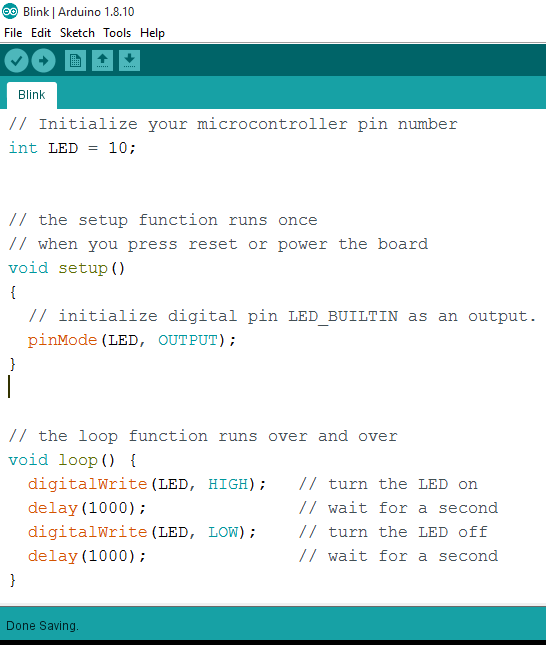 Blink | Arduino 1.8.10
File Edit Sketch Tools Help
Blink
// Initialize your microcontroller pin number
int LED = 10;
// the setup function runs once
// when you press reset or power the board
void setup()
{
  // initialize digital pin LED_BUILTIN as an output.
  pinMode(LED, OUTPUT);
}
// the loop function runs over and over
void loop() {
  digitalWrite(LED, HIGH);   // turn the LED on
  delay(1000);               // wait for a second
  digitalWrite(LED, LOW);    // turn the LED off
  delay(1000);               // wait for a second
}
Done Saving.